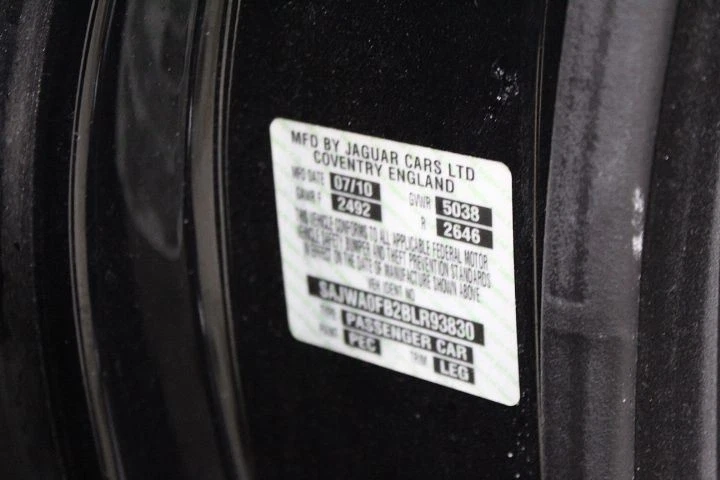 MFD BY JAGUAR CARS LTD
COVENTRY ENGLAND
MFD DATE 07/10 GVWR 5038
GAWR F 2492 R 2646
THIS VEHICLE CONFORMS TO ALL APPLICABLE FEDERAL MOTOR
VEHICLE SAFETY BUMPER AND THEFT PREVENTION STANDARDS
IN EFFECT ON THE DATE OF MANUFACTURE SHOWN ABOVE.
VEH IDENT NO
SAJWA0FB2BLR93830
TYPE PASSENGER CAR
PAINT PEC TRIM LEG